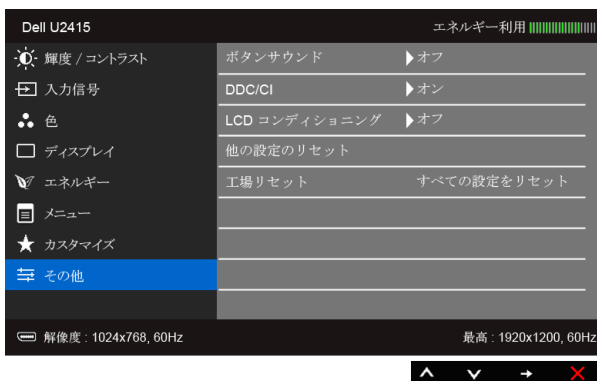 Dell U2415 エネルギー利用
輝度 / コントラスト ボタンサウンド オフ
入力信号 DDC/CI オン
色 LCD コンディショニング オフ
ディスプレイ 他の設定のリセット
エネルギー 工場リセット すべての設定をリセット
メニュー
カスタマイズ
その他
解像度 : 1024x768, 60Hz 最高 : 1920x1200, 60Hz